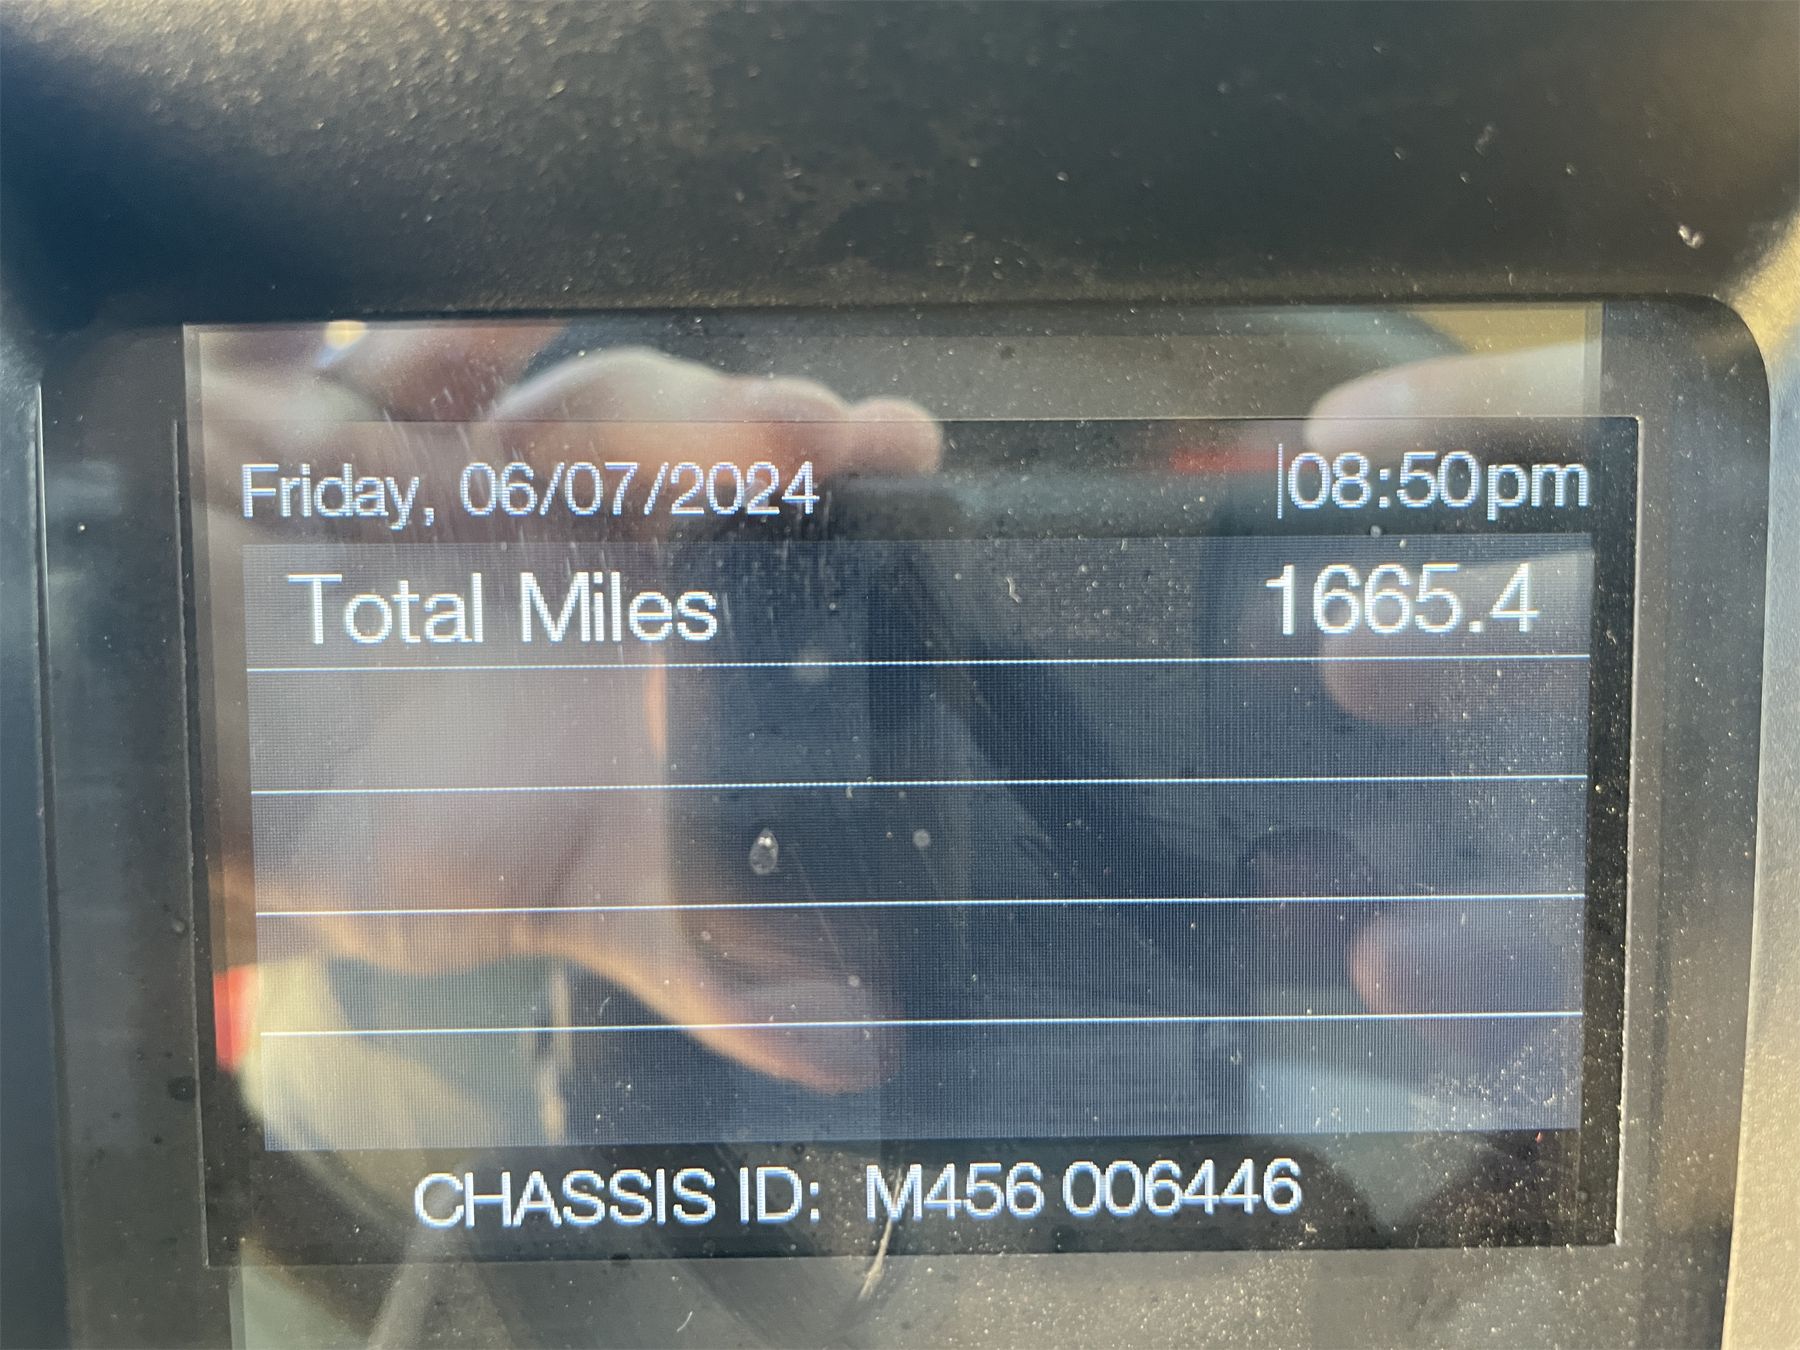 Friday, 06/07/2024 08:50pm
Total Miles 1665.4
CHASSIS ID: M456 006446